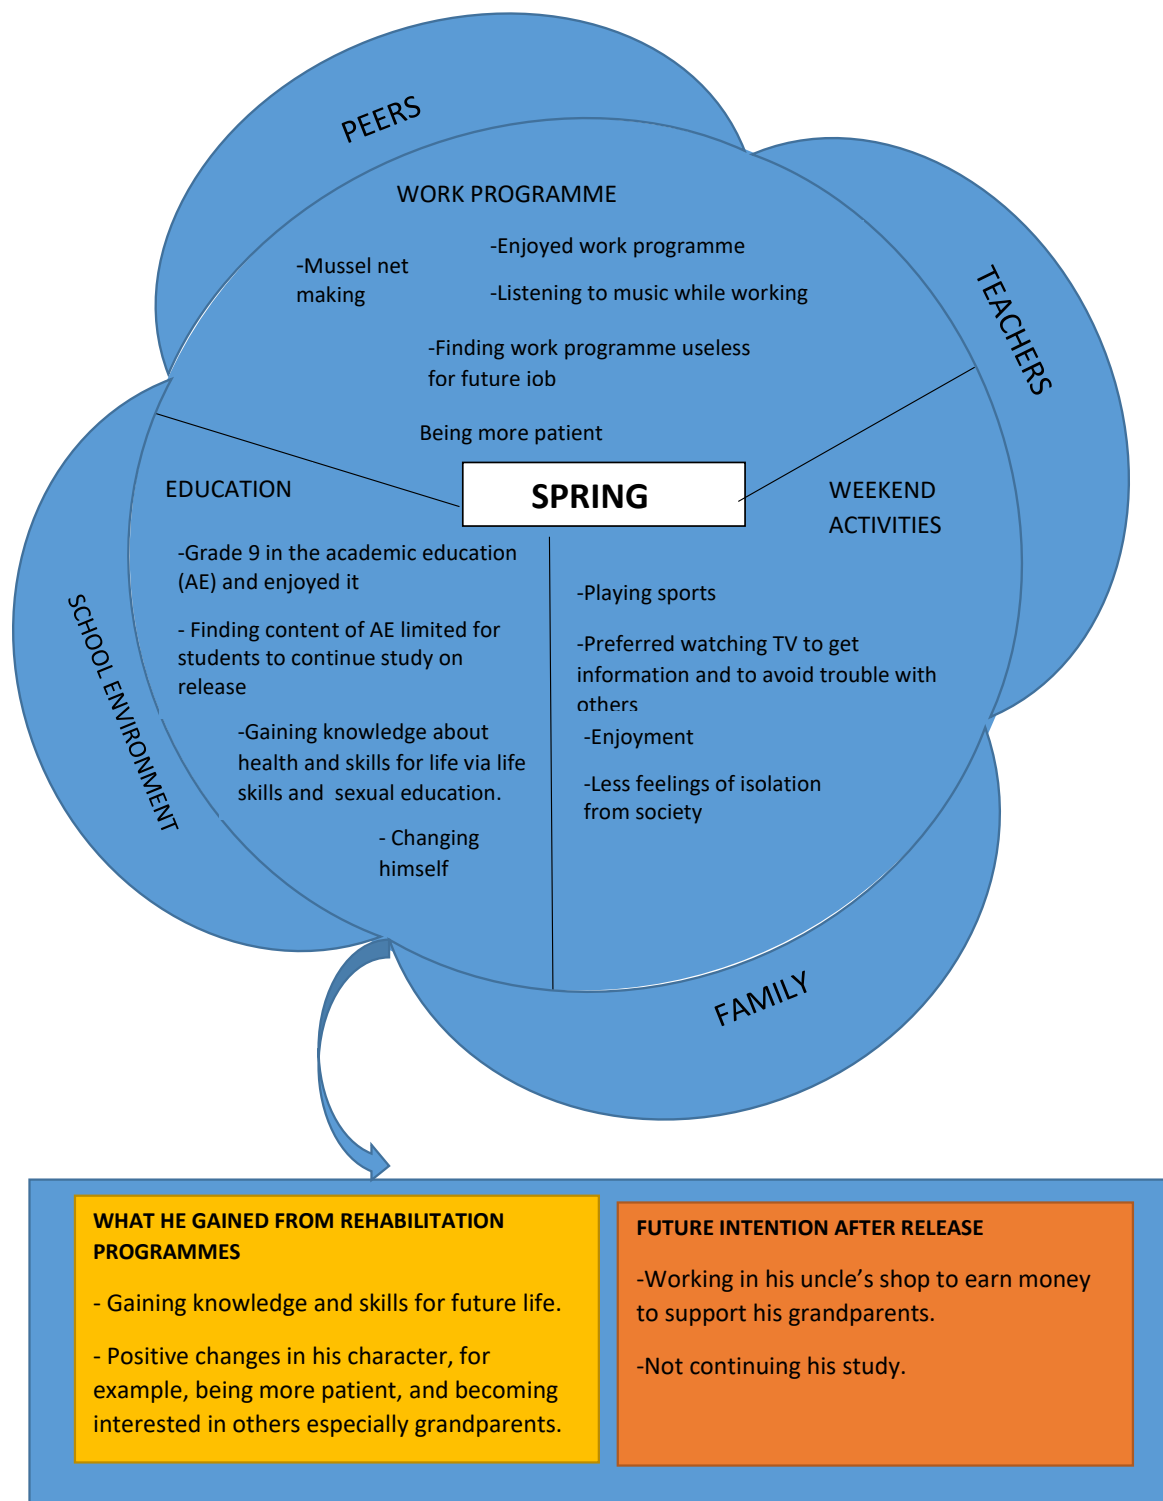 PEERS
TEACHERS
WORK PROGRAMME
-Mussel net
making
-Enjoyed work programme
-Listening to music while working
-Finding work programme useless
for future job
Being more patient
SPRING
EDUCATION
-Grade 9 in the academic education
(AE) and enjoyed it
- Finding content of AE limited for
students to continue study on
release
-Gaining knowledge about
health and skills for life via life
skills and sexual education.
- Changing
himself
WEEKEND
ACTIVITIES
-Playing sports
-Preferred watching TV to get
information and to avoid trouble with
others
-Enjoyment
-Less feelings of isolation
from society
SCHOOL ENVIRONMENT
FAMILY
WHAT HE GAINED FROM REHABILITATION
PROGRAMMES
- Gaining knowledge and skills for future life.
- Positive changes in his character, for
example, being more patient, and becoming
interested in others especially grandparents.
FUTURE INTENTION AFTER RELEASE
-Working in his uncle's shop to earn money
to support his grandparents.
-Not continuing his study.